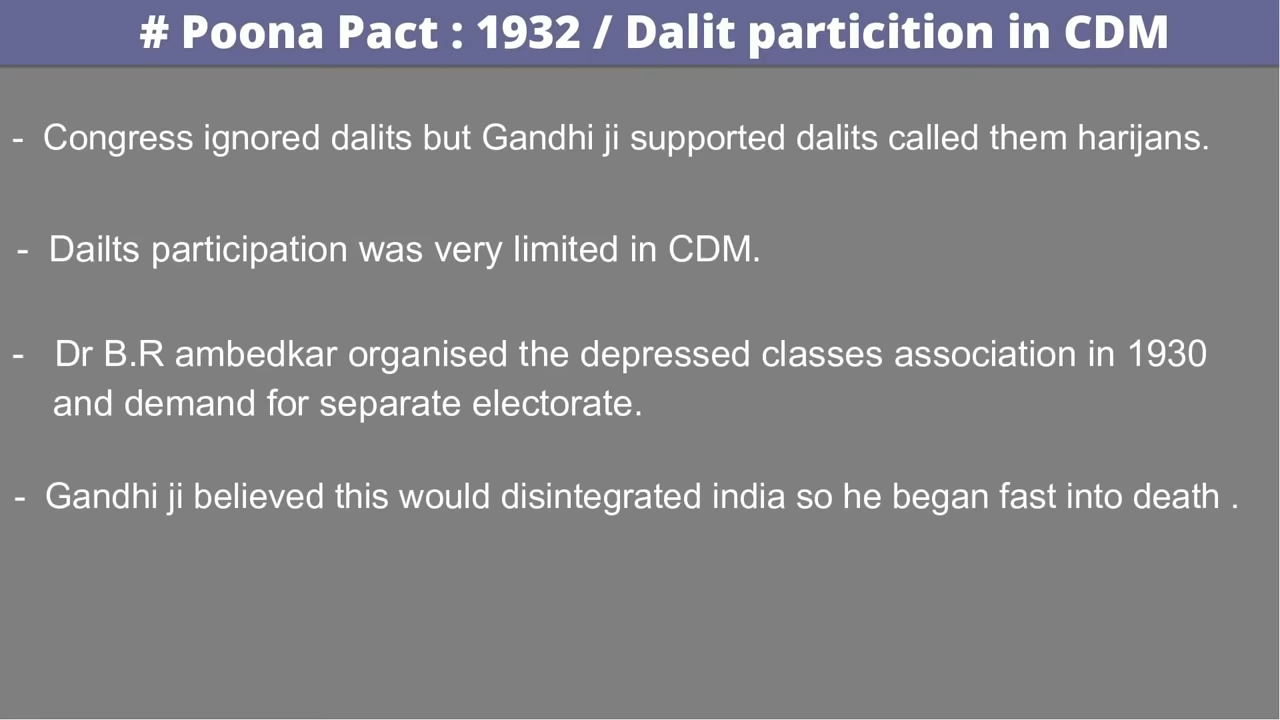 # Poona Pact : 1932 / Dalit particition in CDM
- Congress ignored dalits but Gandhi ji supported dalits called them harijans.
- Dailts participation was very limited in CDM.
- Dr B.R ambedkar organised the depressed classes association in 1930
and demand for separate electorate.
- Gandhi ji believed this would disintegrated india so he began fast into death .